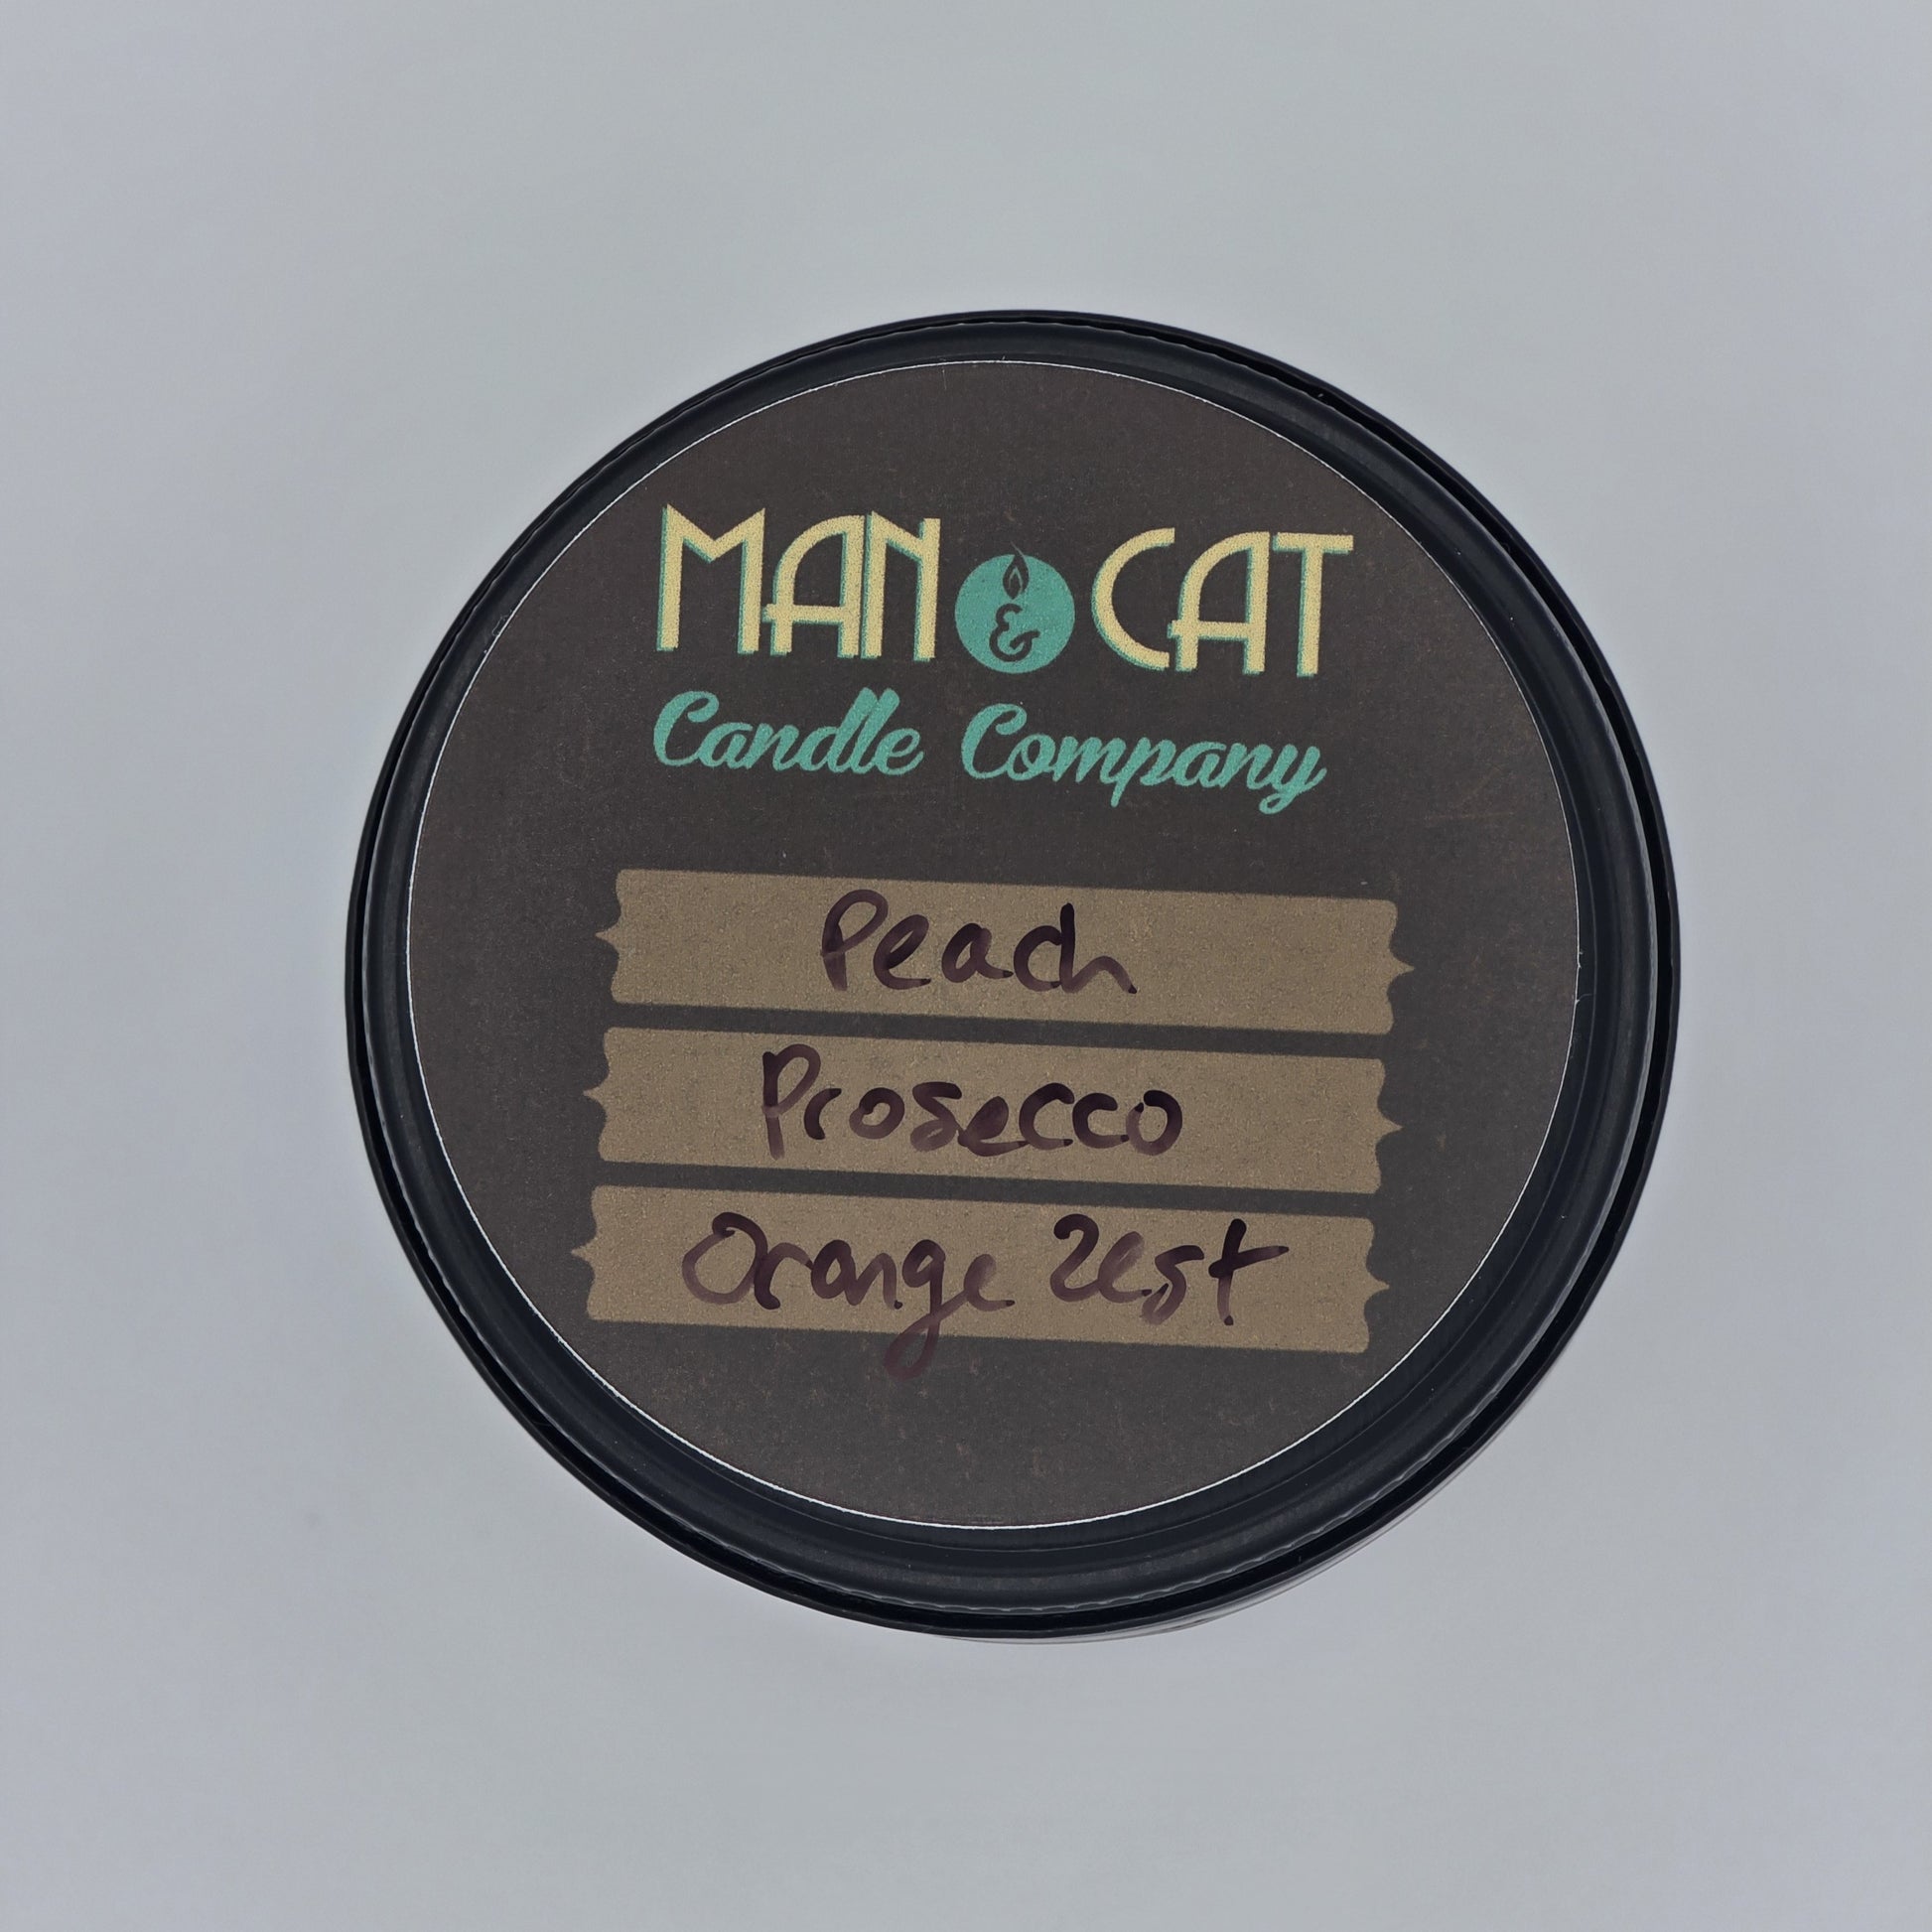 MAN & CAT
Candle Company
Peach
Prosecco
Orange Zest